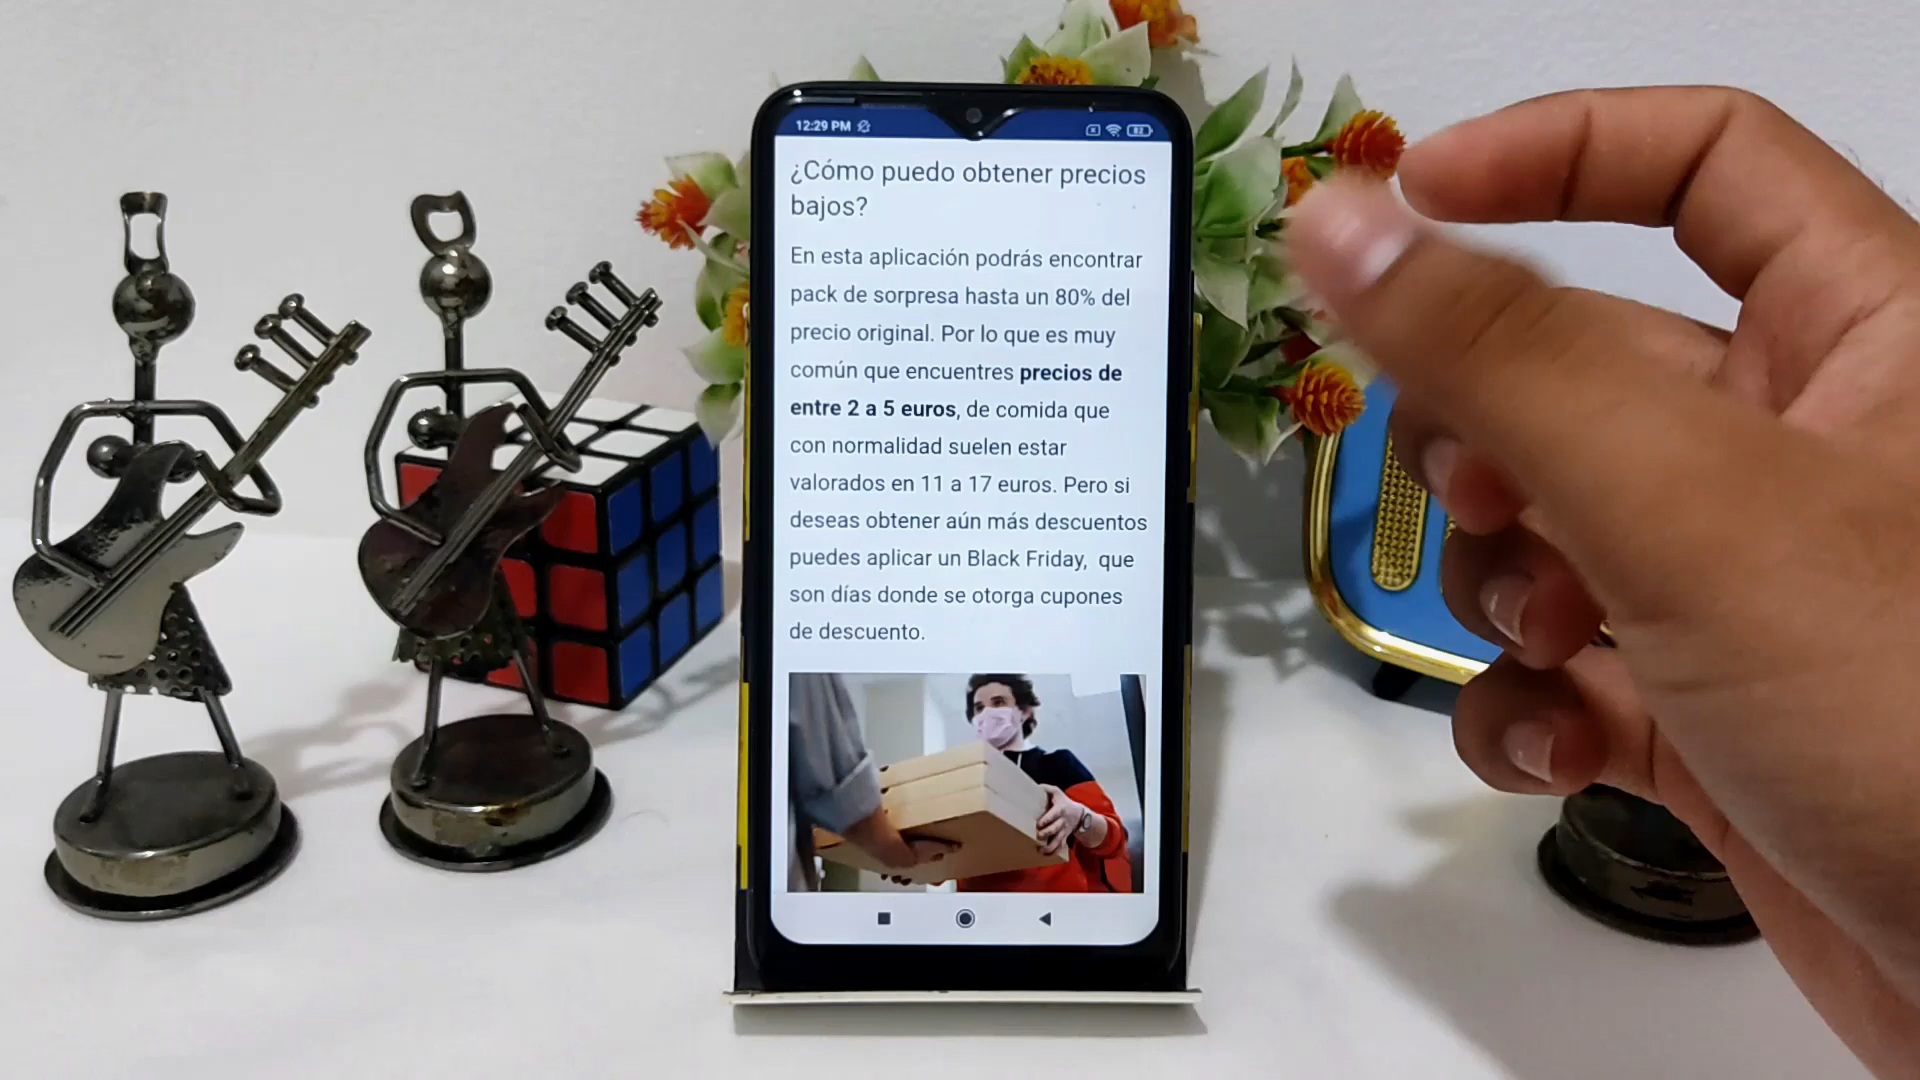 12:29 PM
82
¿Cómo puedo obtener precios
bajos?
En esta aplicación podrás encontrar
pack de sorpresa hasta un 80% del
precio original. Por lo que es muy
común que encuentres precios de
entre 2 a 5 euros, de comida que
con normalidad suelen estar
valorados en 11 a 17 euros. Pero si
deseas obtener aún más descuentos
puedes aplicar un Black Friday, que
son días donde se otorga cupones
de descuento.